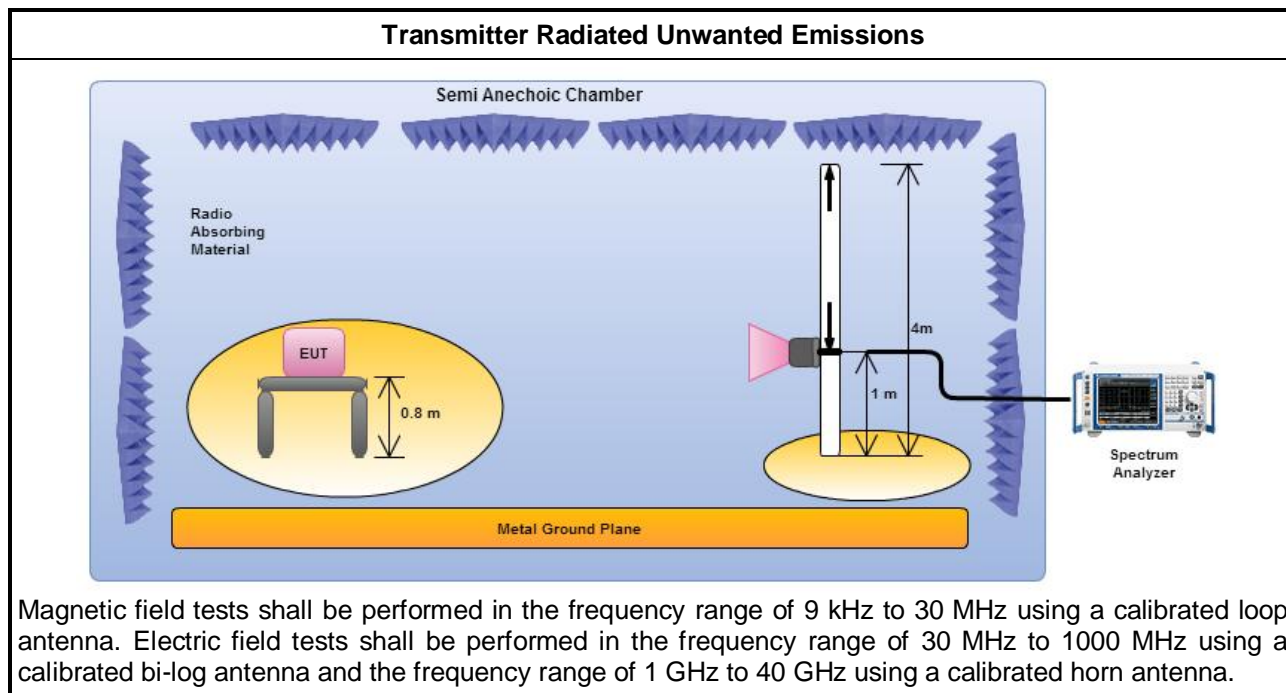 Transmitter Radiated Unwanted Emissions
Semi Anechoic Chamber
Radio
Absorbing
Material
EUT
0.8 m
4m
1 m
Spectrum
Analyzer
Metal Ground Plane
Magnetic field tests shall be performed in the frequency range of 9 kHz to 30 MHz using a calibrated loop
antenna. Electric field tests shall be performed in the frequency range of 30 MHz to 1000 MHz using a
calibrated bi-log antenna and the frequency range of 1 GHz to 40 GHz using a calibrated horn antenna.